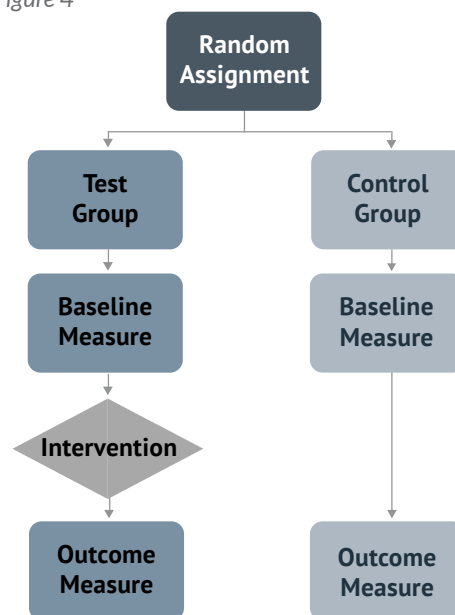 igure 4
Random
Assignment
Test
Group
Control
Group
Baseline
Measure
Baseline
Measure
Intervention
Outcome
Measure
Outcome
Measure